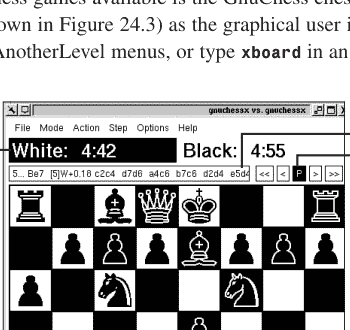 ess games available is the GnuChess ches
own in Figure 24.3) as the graphical user i
AnotherLevel menus, or type xboard in an
gnuchessx vs. gnuchessx
File Mode Action Step Options Help
White: 4:42 Black: 4:55
5... Be7 [5]W+0.18 c2c4 d7d6 a4c6 b7c6 d2d4 e5d4 << < P > >>